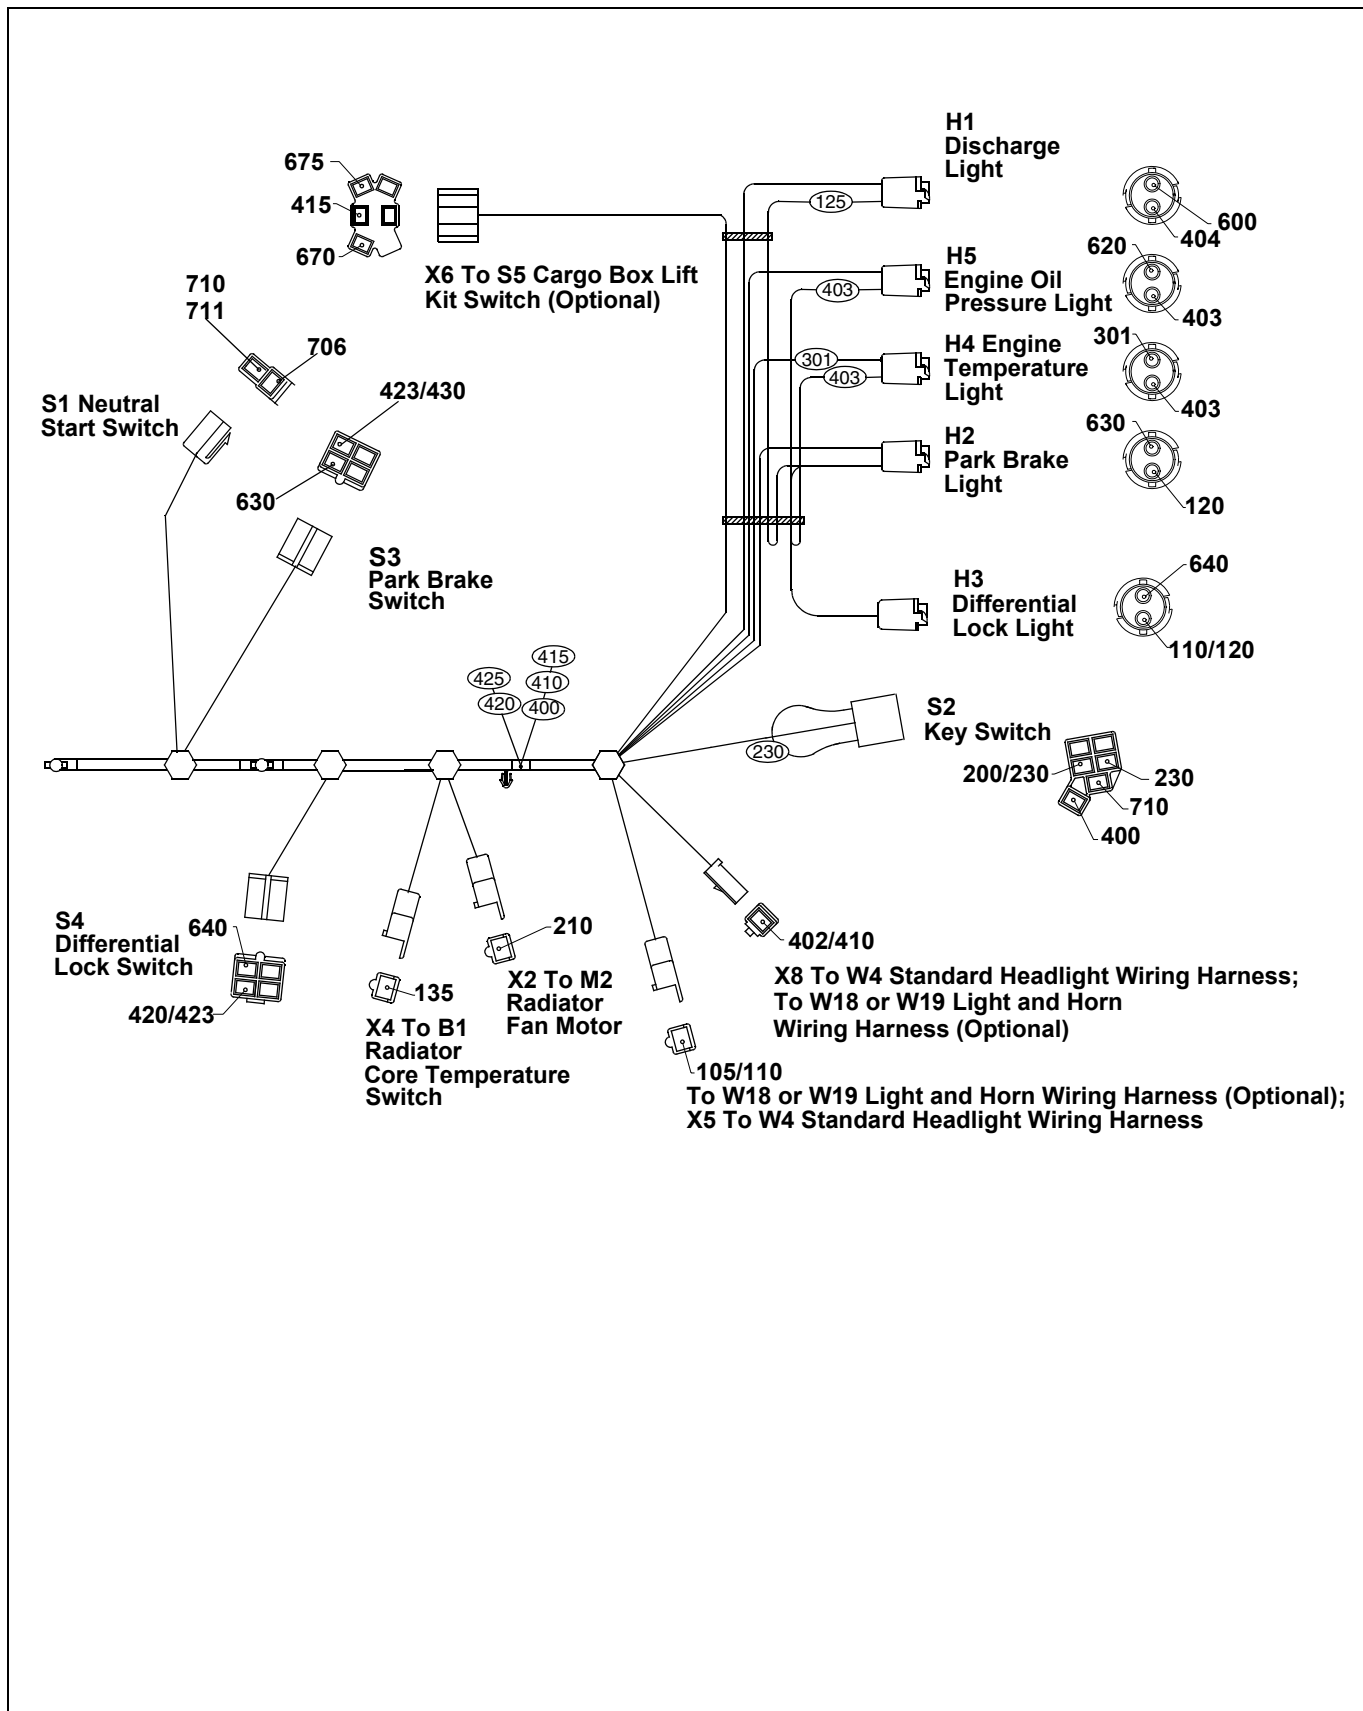 H1
Discharge
Light
675
415
670
125
600
404
X6 To S5 Cargo Box Lift
Kit Switch (Optional)
H5
Engine Oil
Pressure Light
403
620
403
710
711
706
301
403
H4 Engine
Temperature
Light
301
403
S1 Neutral
Start Switch
423/430
630
H2
Park Brake
Light
630
120
S3
Park Brake
Switch
H3
Differential
Lock Light
640
110/120
425
420
415
410
400
230
S2
Key Switch
200/230
230
710
400
S4
Differential
Lock Switch
640
420/423
135
X4 To B1
Radiator
Core Temperature
Switch
210
X2 To M2
Radiator
Fan Motor
402/410
X8 To W4 Standard Headlight Wiring Harness;
To W18 or W19 Light and Horn
Wiring Harness (Optional)
105/110
To W18 or W19 Light and Horn Wiring Harness (Optional);
X5 To W4 Standard Headlight Wiring Harness